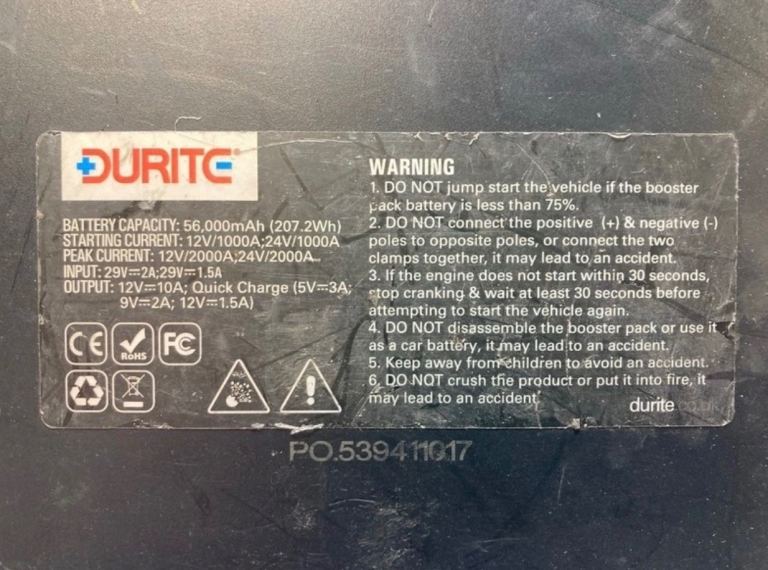 DURITE
BATTERY CAPACITY: 56,000mAh (207.2Wh)
STARTING CURRENT: 12V/1000A;24V/1000A
PEAK CURRENT: 12V/2000A;24V/2000A
INPUT: 29V⎓2A;29V⎓1.5A
OUTPUT: 12V⎓10A; Quick Charge (5V⎓3A;
9V⎓2A; 12V⎓1.5A)
CE RoHS FC
WARNING
1. DO NOT jump start the vehicle if the booster
pack battery is less than 75%.
2. DO NOT connect the positive (+) & negative (-)
poles to opposite poles, or connect the two
clamps together, it may lead to an accident.
3. If the engine does not start within 30 seconds,
stop cranking & wait at least 30 seconds before
attempting to start the vehicle again.
4. DO NOT disassemble the booster pack or use it
as a car battery, it may lead to an accident.
5. Keep away from children to avoid an accident.
6. DO NOT crush the product or put it into fire, it
may lead to an accident.
durite.co.uk
PO.539411017